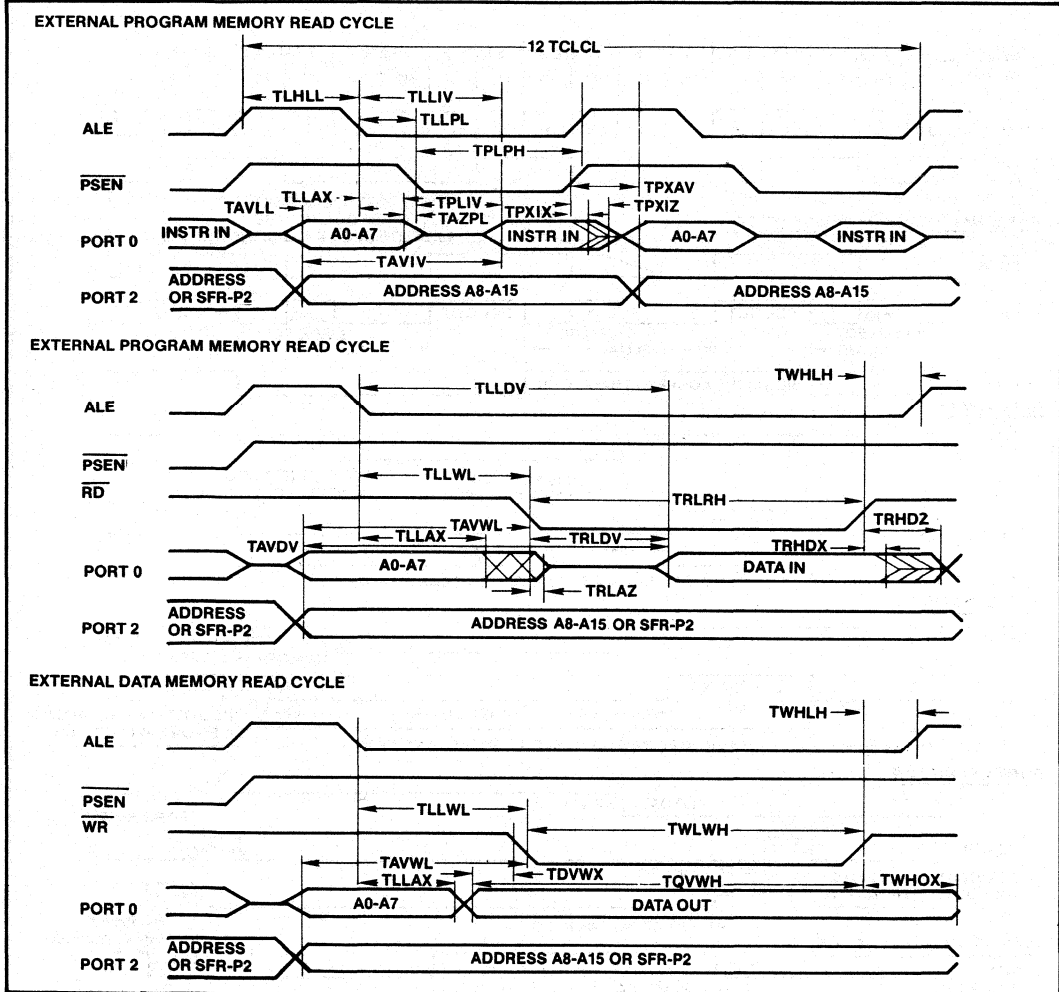 EXTERNAL PROGRAM MEMORY READ CYCLE
12 TCLCL
TLHLL
TLLIV
TLLPL
ALE
TPLPH
PSEN
TLLAX
TPXAV
TAVLL
TPLIV
TPXIZ
TAZPL
TPXIX
PORT 0
INSTR IN
A0-A7
INSTR IN
A0-A7
INSTR IN
TAVIV
ADDRESS
OR SFR-P2
PORT 2
ADDRESS A8-A15
ADDRESS A8-A15
EXTERNAL PROGRAM MEMORY READ CYCLE
TWHLH
TLLDV
ALE
PSEN
TLLWL
RD
TRLRH
TAVWL
TRHD2
TAVDV
TLLAX
TRLDV
TRHDX
PORT 0
A0-A7
DATA IN
TRLAZ
ADDRESS
OR SFR-P2
PORT 2
ADDRESS A8-A15 OR SFR-P2
EXTERNAL DATA MEMORY READ CYCLE
TWHLH
ALE
PSEN
TLLWL
WR
TWLWH
TAVWL
TDVWX
TLLAX
TQVWH
TWHOX
PORT 0
A0-A7
DATA OUT
ADDRESS
OR SFR-P2
PORT 2
ADDRESS A8-A15 OR SFR-P2